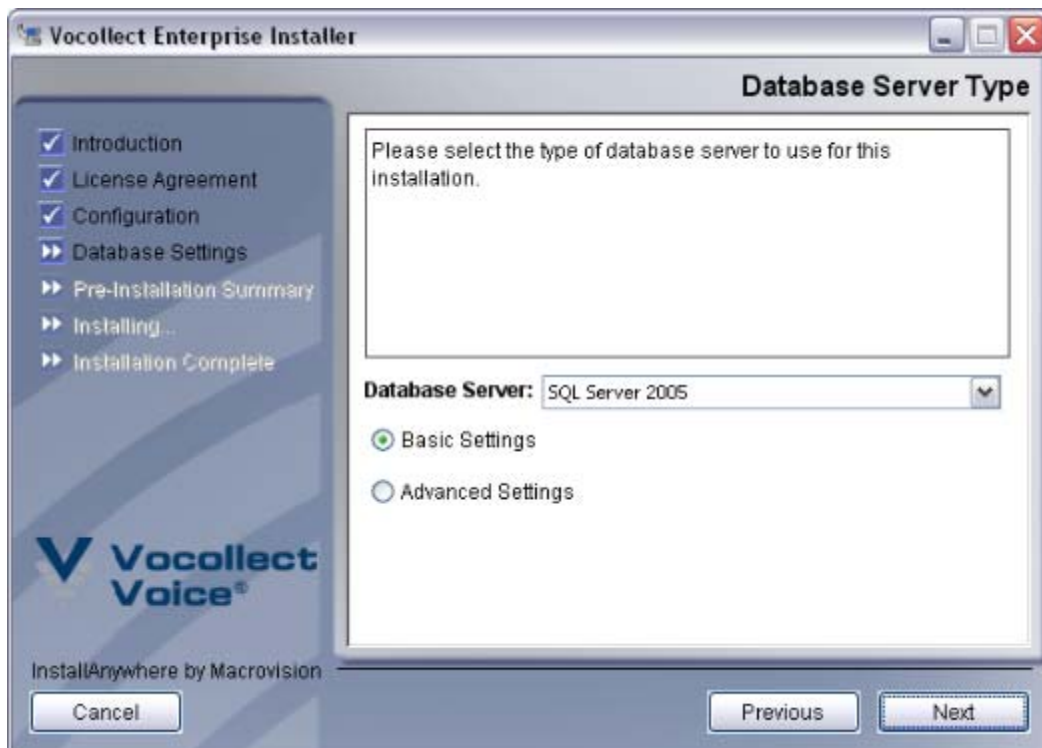 Vocollect Enterprise Installer
Database Server Type
Introduction
License Agreement
Configuration
Database Settings
Pre-Installation Summary
Installing...
Installation Complete
Please select the type of database server to use for this
installation.
Database Server: SQL Server 2005
Basic Settings
Advanced Settings
Vocollect
Voice®
InstallAnywhere by Macrovision
Cancel
Previous
Next